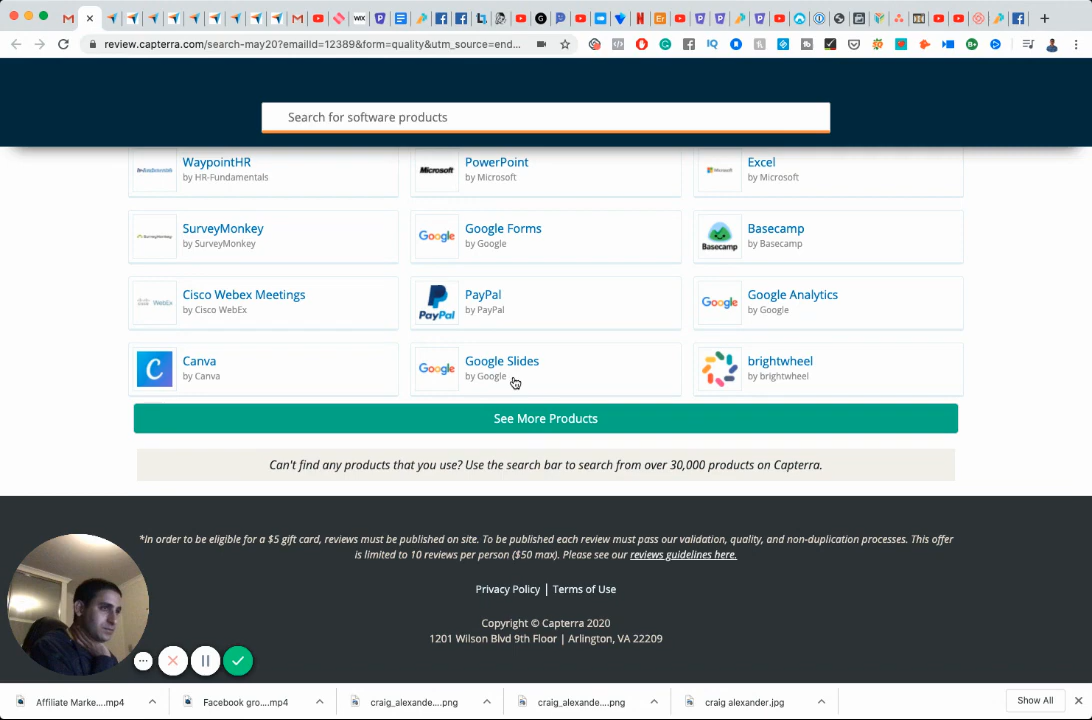 review.capterra.com/search-may20?emailId=12389&form=quality&utm_source=end...
Search for software products
WaypointHR
by HR-Fundamentals
Microsoft
PowerPoint
by Microsoft
Excel
by Microsoft
SurveyMonkey
by SurveyMonkey
Google
Google Forms
by Google
Basecamp
Basecamp
by Basecamp
Cisco Webex Meetings
by Cisco WebEx
PayPal
PayPal
by PayPal
Google
Google Analytics
by Google
C
Canva
by Canva
Google
Google Slides
by Google
brightwheel
by brightwheel
See More Products
Can't find any products that you use? Use the search bar to search from over 30,000 products on Capterra.
*In order to be eligible for a $5 gift card, reviews must be published on site. To be published each review must pass our validation, quality, and non-duplication processes. This offer
is limited to 10 reviews per person ($50 max). Please see our reviews guidelines here.
Privacy Policy | Terms of Use
Copyright © Capterra 2020
1201 Wilson Blvd 9th Floor | Arlington, VA 22209
Affiliate Marke....mp4
Facebook gro....mp4
craig_alexande....png
craig_alexande....png
craig alexander.jpg
Show All